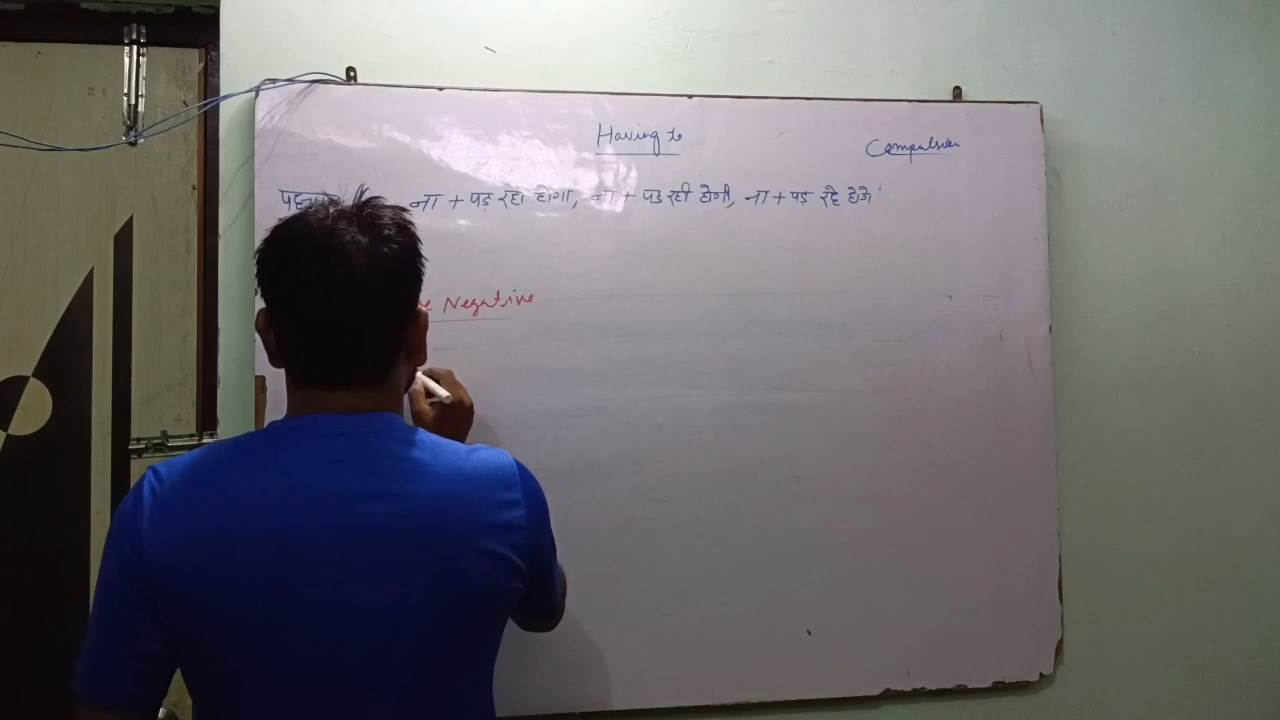 Having to
Compulsion
ना + पड़ रहा होगा, ना + पड़ रही होगी, ना + पड़ रहे होंगे
Negative